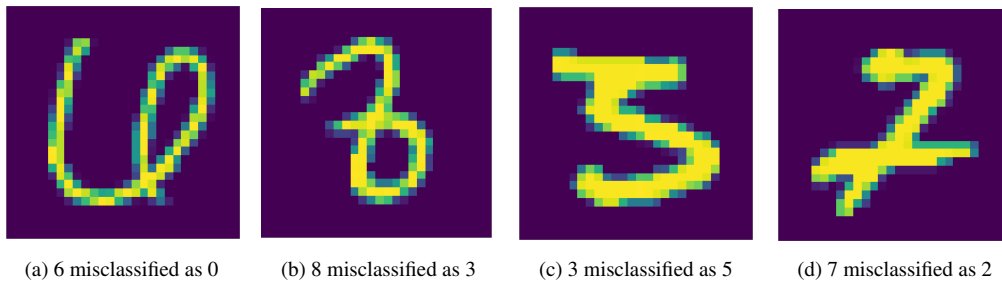 (a) 6 misclassified as 0
(b) 8 misclassified as 3
(c) 3 misclassified as 5
(d) 7 misclassified as 2